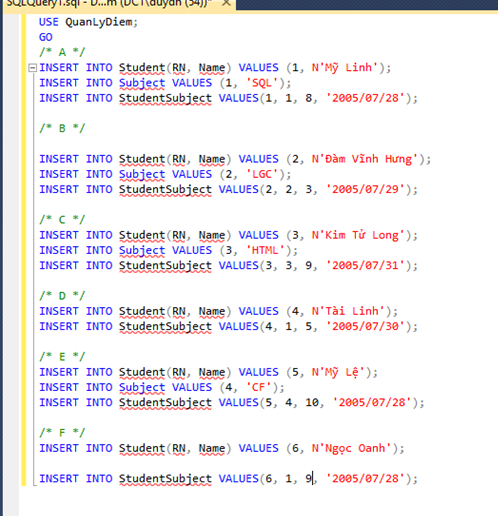 SQLQuery1.sql - D...m (DCT\duydn (54))* ×
USE QuanLyDiem;
GO
/* A */
INSERT INTO Student(RN, Name) VALUES (1, N'Mỹ Linh');
INSERT INTO Subject VALUES (1, 'SQL');
INSERT INTO StudentSubject VALUES(1, 1, 8, '2005/07/28');
/* B */
INSERT INTO Student(RN, Name) VALUES (2, N'Đàm Vĩnh Hưng');
INSERT INTO Subject VALUES (2, 'LGC');
INSERT INTO StudentSubject VALUES(2, 2, 3, '2005/07/29');
/* C */
INSERT INTO Student(RN, Name) VALUES (3, N'Kim Tử Long');
INSERT INTO Subject VALUES (3, 'HTML');
INSERT INTO StudentSubject VALUES(3, 3, 9, '2005/07/31');
/* D */
INSERT INTO Student(RN, Name) VALUES (4, N'Tài Linh');
INSERT INTO StudentSubject VALUES(4, 1, 5, '2005/07/30');
/* E */
INSERT INTO Student(RN, Name) VALUES (5, N'Mỹ Lệ');
INSERT INTO Subject VALUES (4, 'CF');
INSERT INTO StudentSubject VALUES(5, 4, 10, '2005/07/28');
/* F */
INSERT INTO Student(RN, Name) VALUES (6, N'Ngọc Oanh');
INSERT INTO StudentSubject VALUES(6, 1, 9, '2005/07/28');